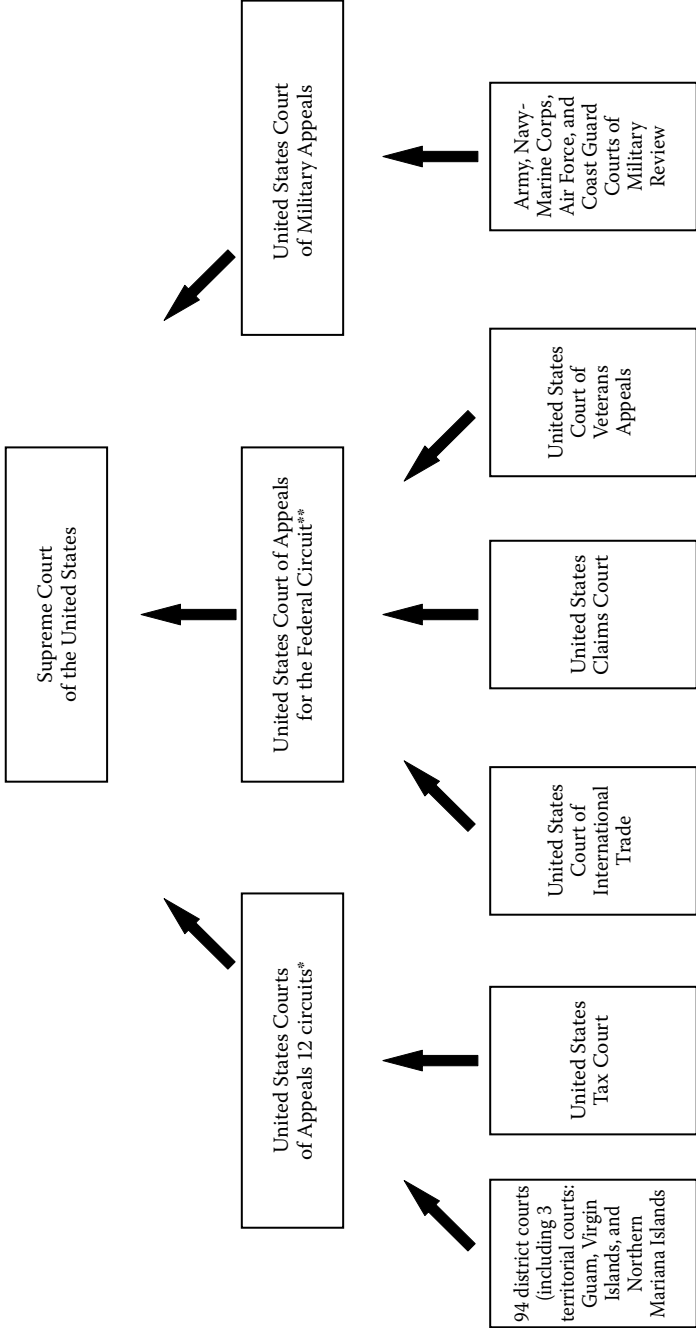 Supreme Court
of the United States
United States Courts
of Appeals 12 circuits*
United States Court of Appeals
for the Federal Circuit**
United States Court
of Military Appeals
94 district courts
(including 3
territorial courts:
Guam, Virgin
Islands, and
Northern
Mariana Islands
United States
Tax Court
United States
Court of
International
Trade
United States
Claims Court
United States
Court of
Veterans
Appeals
Army, Navy-
Marine Corps,
Air Force, and
Coast Guard
Courts of
Military
Review